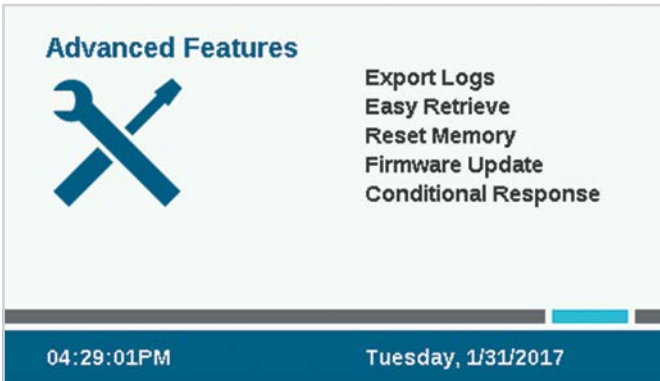 Advanced Features
Export Logs
Easy Retrieve
Reset Memory
Firmware Update
Conditional Response
04:29:01PM
Tuesday, 1/31/2017